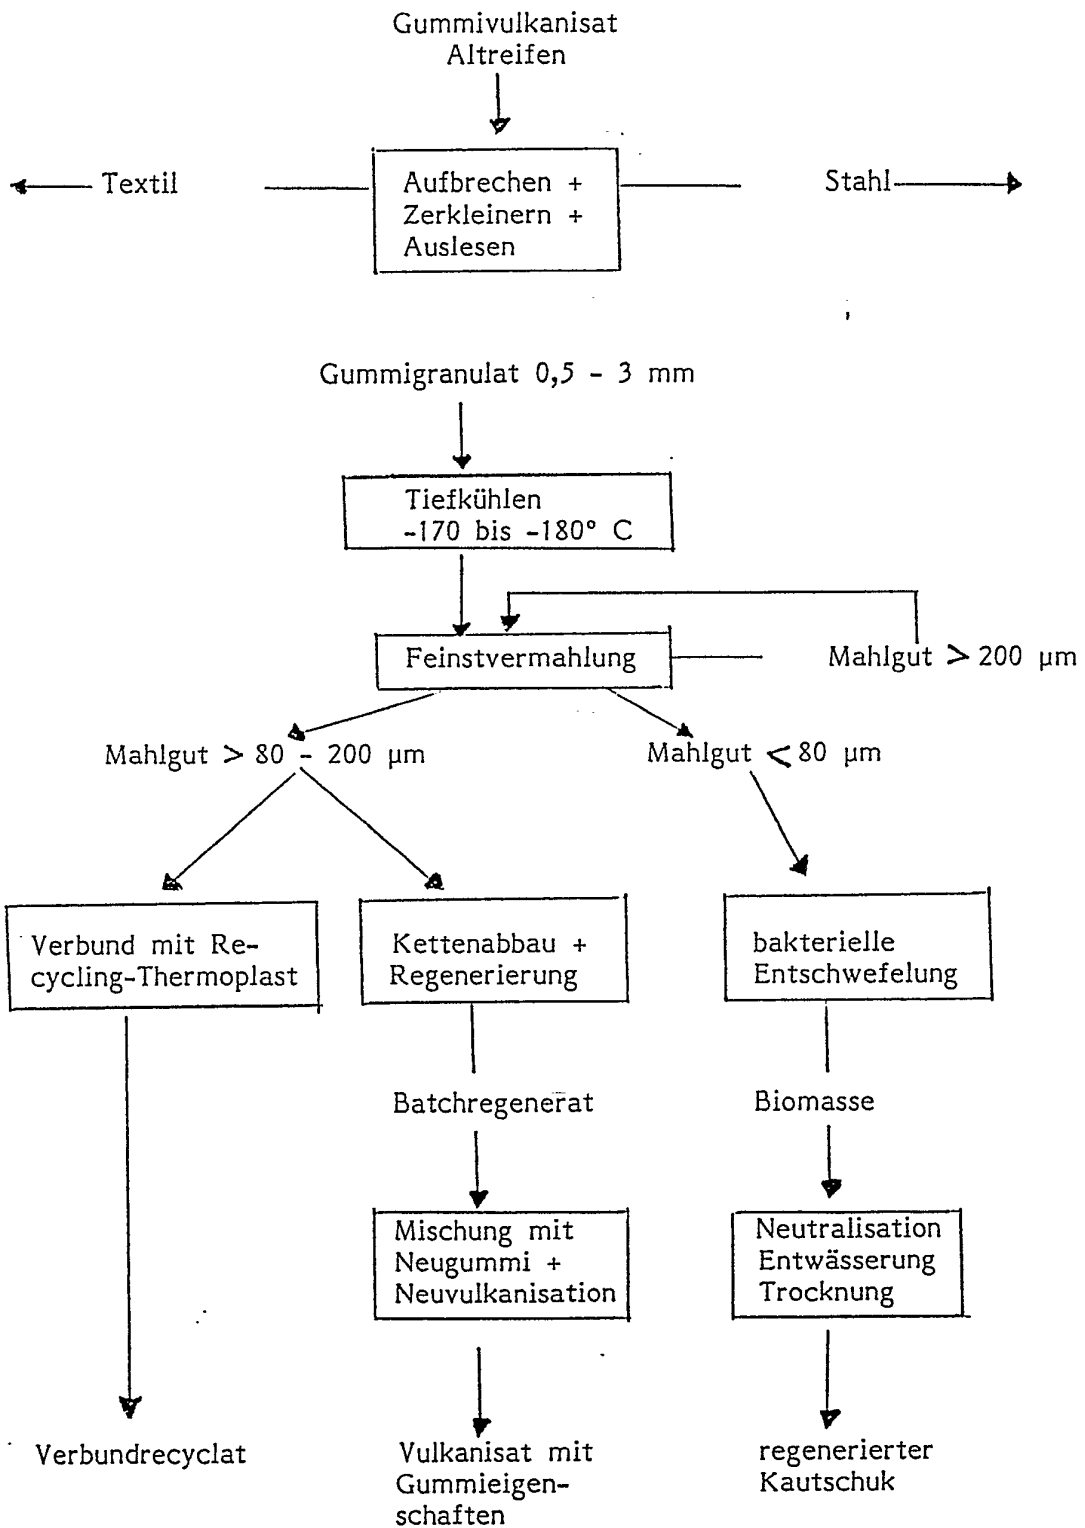 Gummivulkanisat
Altreifen
Textil
Aufbrechen +
Zerkleinern +
Auslesen
Stahl
Gummigranulat 0,5 - 3 mm
Tiefkühlen
-170 bis -180° C
Feinstvermahlung
Mahlgut > 200 µm
Mahlgut > 80 - 200 µm
Mahlgut < 80 µm
Verbund mit Re-
cycling-Thermoplast
Kettenabbau +
Regenerierung
bakterielle
Entschwefelung
Batchregenerat
Biomasse
Mischung mit
Neugummi +
Neuvulkanisation
Neutralisation
Entwässerung
Trocknung
Verbundrecyclat
Vulkanisat mit
Gummieigen-
schaften
regenerierter
Kautschuk